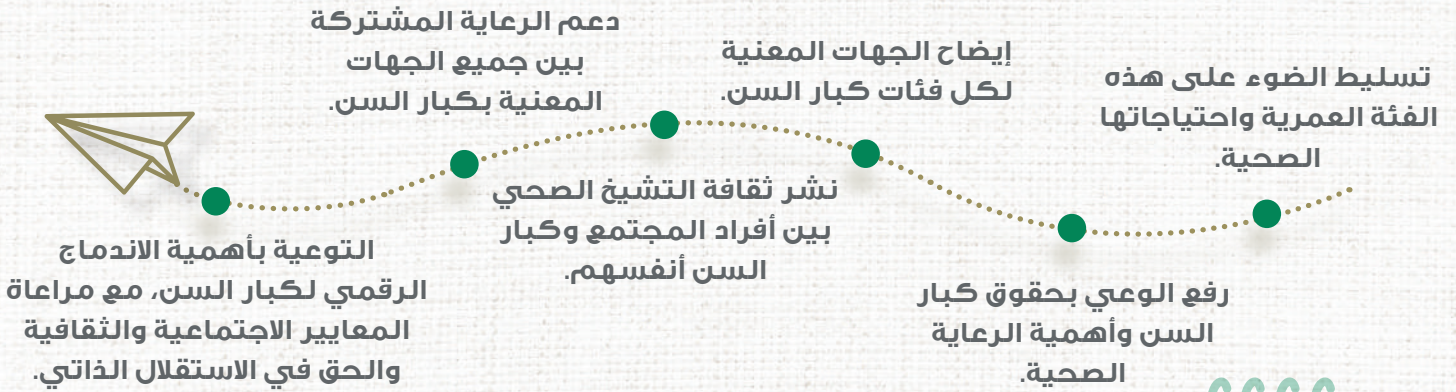 تسليط الضوء على هذه
الفئة العمرية واحتياجاتها
الصحية.
رفع الوعي بحقوق كبار
السن وأهمية الرعاية
الصحية.
إيضاح الجهات المعنية
لكل فئات كبار السن.
نشر ثقافة التشيخ الصحي
بين أفراد المجتمع وكبار
السن أنفسهم.
دعم الرعاية المشتركة
بين جميع الجهات
المعنية بكبار السن.
التوعية بأهمية الاندماج
الرقمي لكبار السن، مع مراعاة
المعايير الاجتماعية والثقافية
والحق في الاستقلال الذاتي.